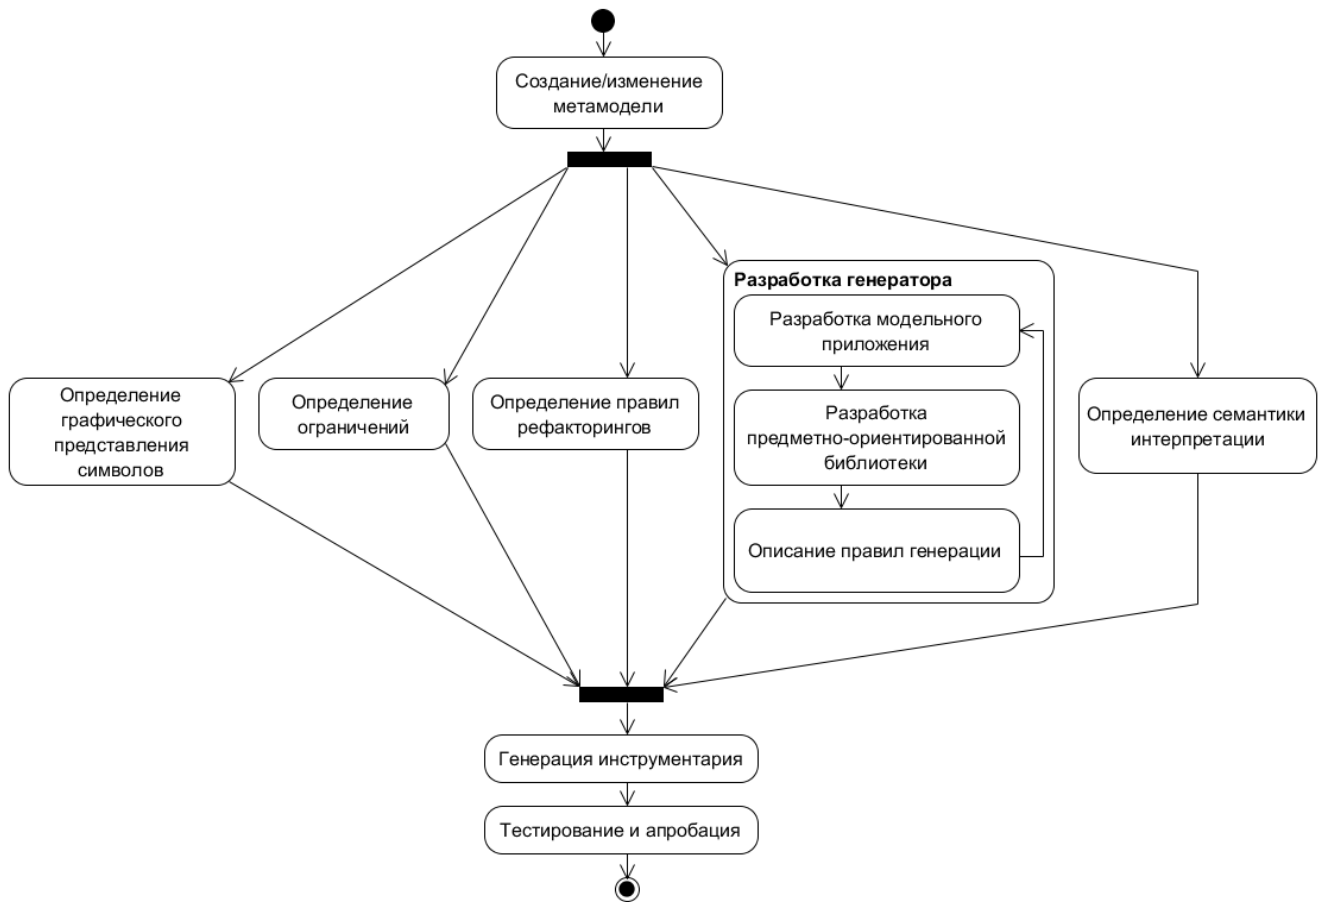 Создание/изменение
метамодели
Разработка генератора
Разработка модельного
приложения
Определение
графического
представления
символов
Определение
ограничений
Определение правил
рефакторингов
Разработка
предметно-ориентированной
библиотеки
Определение семантики
интерпретации
Описание правил генерации
Генерация инструментария
Тестирование и апробация